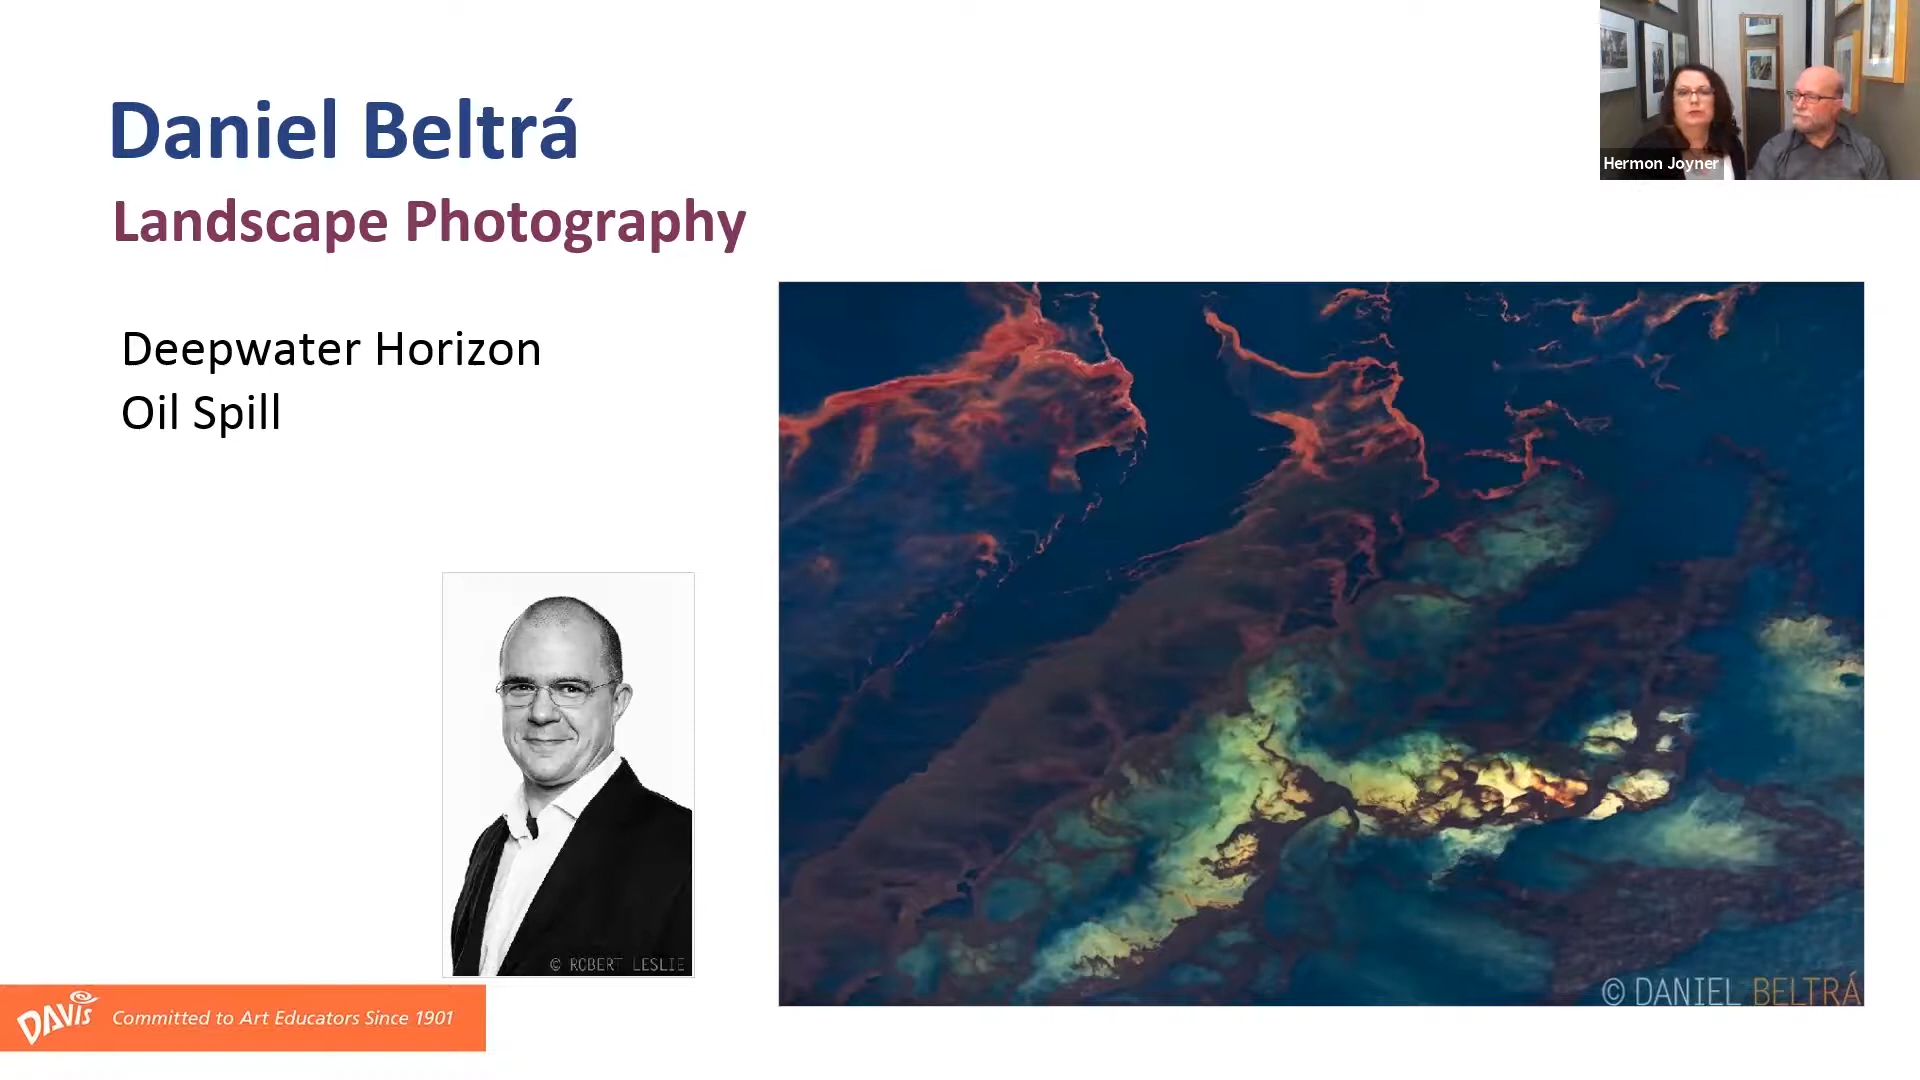 Daniel Beltrá
Landscape Photography
Deepwater Horizon
Oil Spill
Hermon Joyner
© ROBERT LESLIE
© DANIEL BELTRÁ
DAVIS
Committed to Art Educators Since 1901